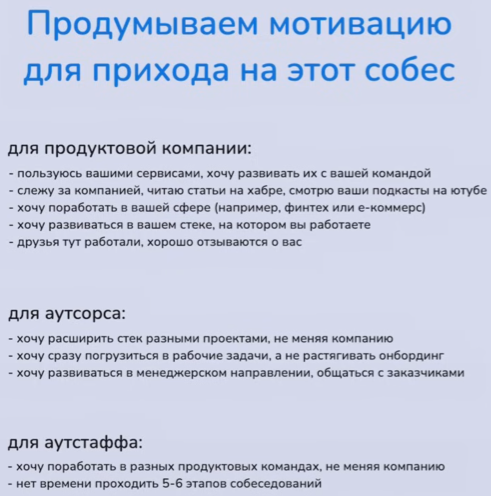 Продумываем мотивацию
для прихода на этот собес
для продуктовой компании:
- пользуюсь вашими сервисами, хочу развивать их с вашей командой
- слежу за компанией, читаю статьи на хабре, смотрю ваши подкасты на ютубе
- хочу поработать в вашей сфере (например, финтех или е-коммерс)
- хочу развиваться в вашем стеке, на котором вы работаете
- друзья тут работали, хорошо отзываются о вас
для аутсорса:
- хочу расширить стек разными проектами, не меняя компанию
- хочу сразу погрузиться в рабочие задачи, а не растягивать онбординг
- хочу развиваться в менеджерском направлении, общаться с заказчиками
для аутстаффа:
- хочу поработать в разных продуктовых командах, не меняя компанию
- нет времени проходить 5-6 этапов собеседований